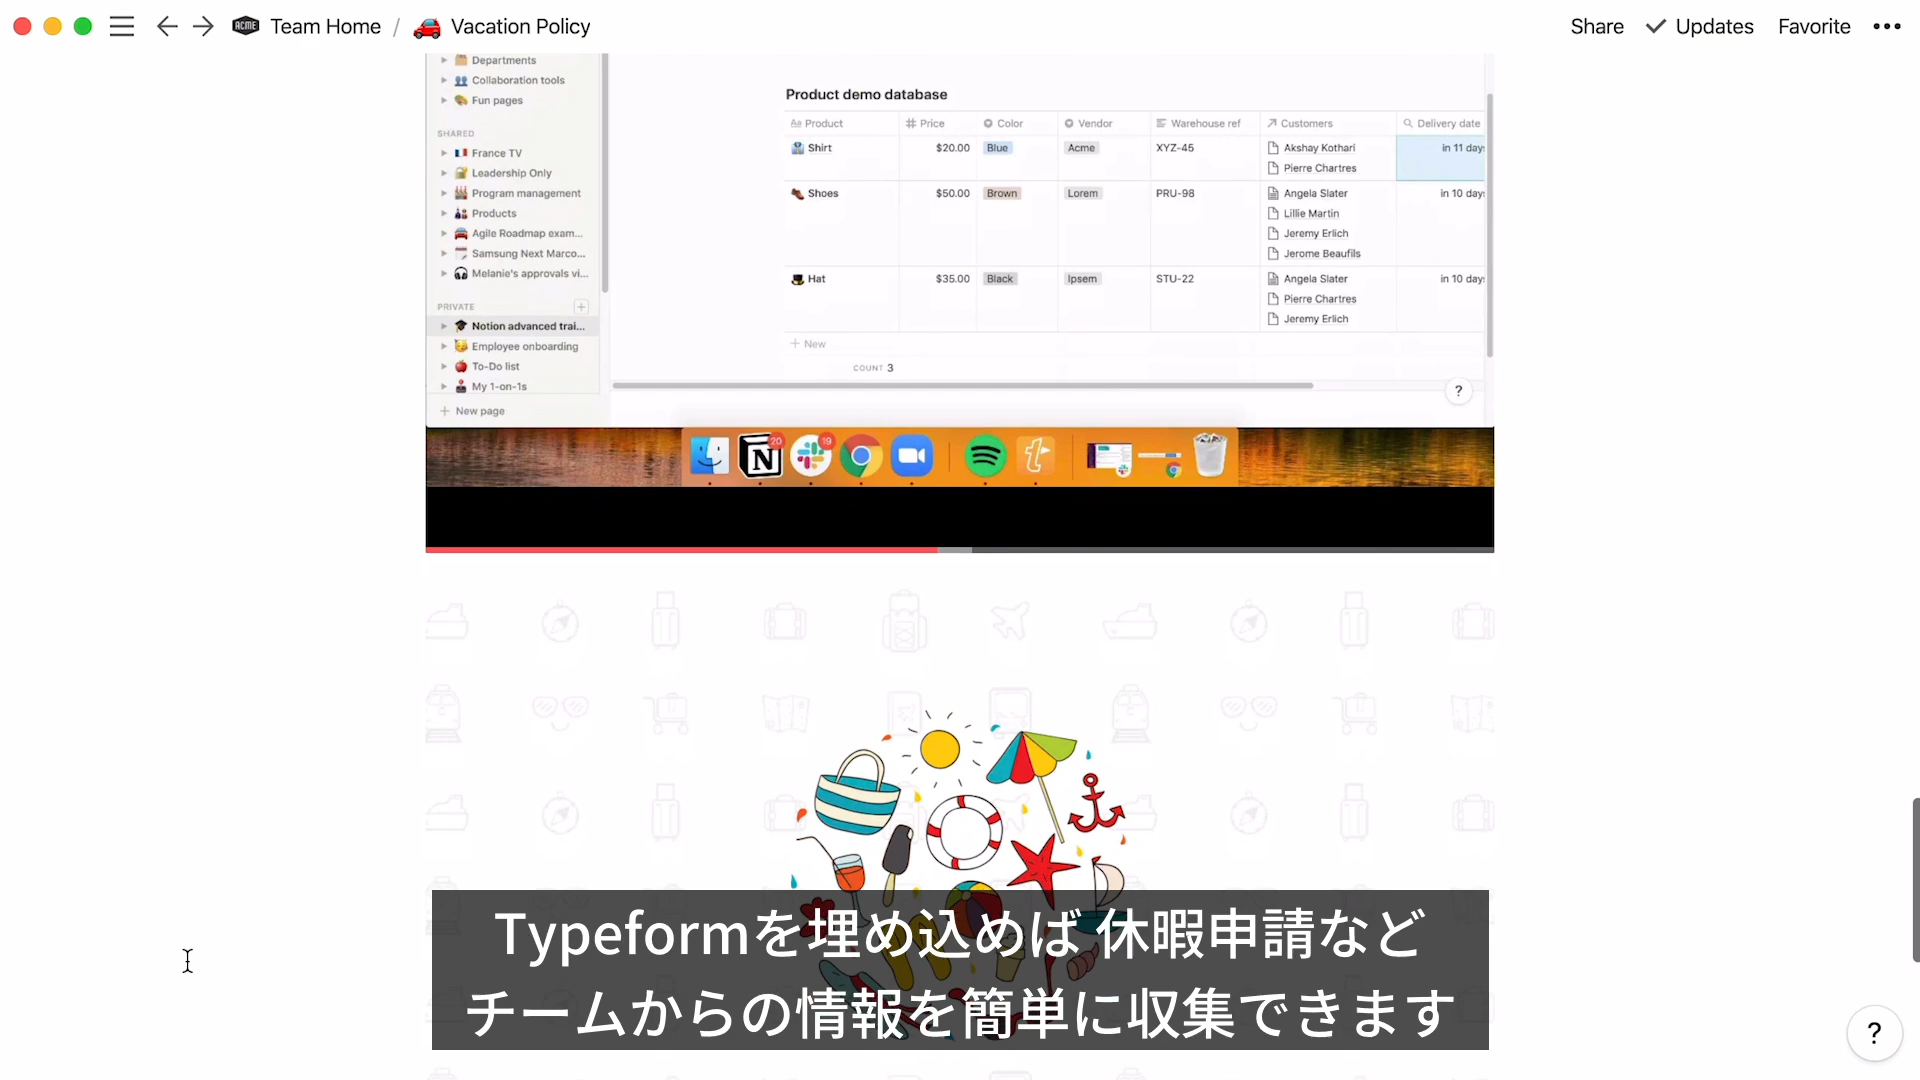 ACME Team Home / Vacation Policy
Share Updates Favorite
Departments
Collaboration tools
Fun pages
SHARED
France TV
Leadership Only
Program management
Products
Agile Roadmap exam...
Samsung Next Marco...
Melanie's approvals vi...
PRIVATE
Notion advanced trai...
Employee onboarding
To-Do list
My 1-on-1s
New page
Product demo database
Aa Product # Price Color Vendor Warehouse ref Customers Delivery date
Shirt $20.00 Blue Acme XYZ-45 Akshay Kothari in 11 days
Pierre Chartres
Shoes $50.00 Brown Lorem PRU-98 Angela Slater in 10 days
Lillie Martin
Jeremy Erlich
Jerome Beaufils
Hat $35.00 Black Ipsem STU-22 Angela Slater in 10 days
Pierre Chartres
Jeremy Erlich
+ New
COUNT 3
?
N 20 19
Typeformを埋め込めば 休暇申請など
チームからの情報を簡単に収集できます
?